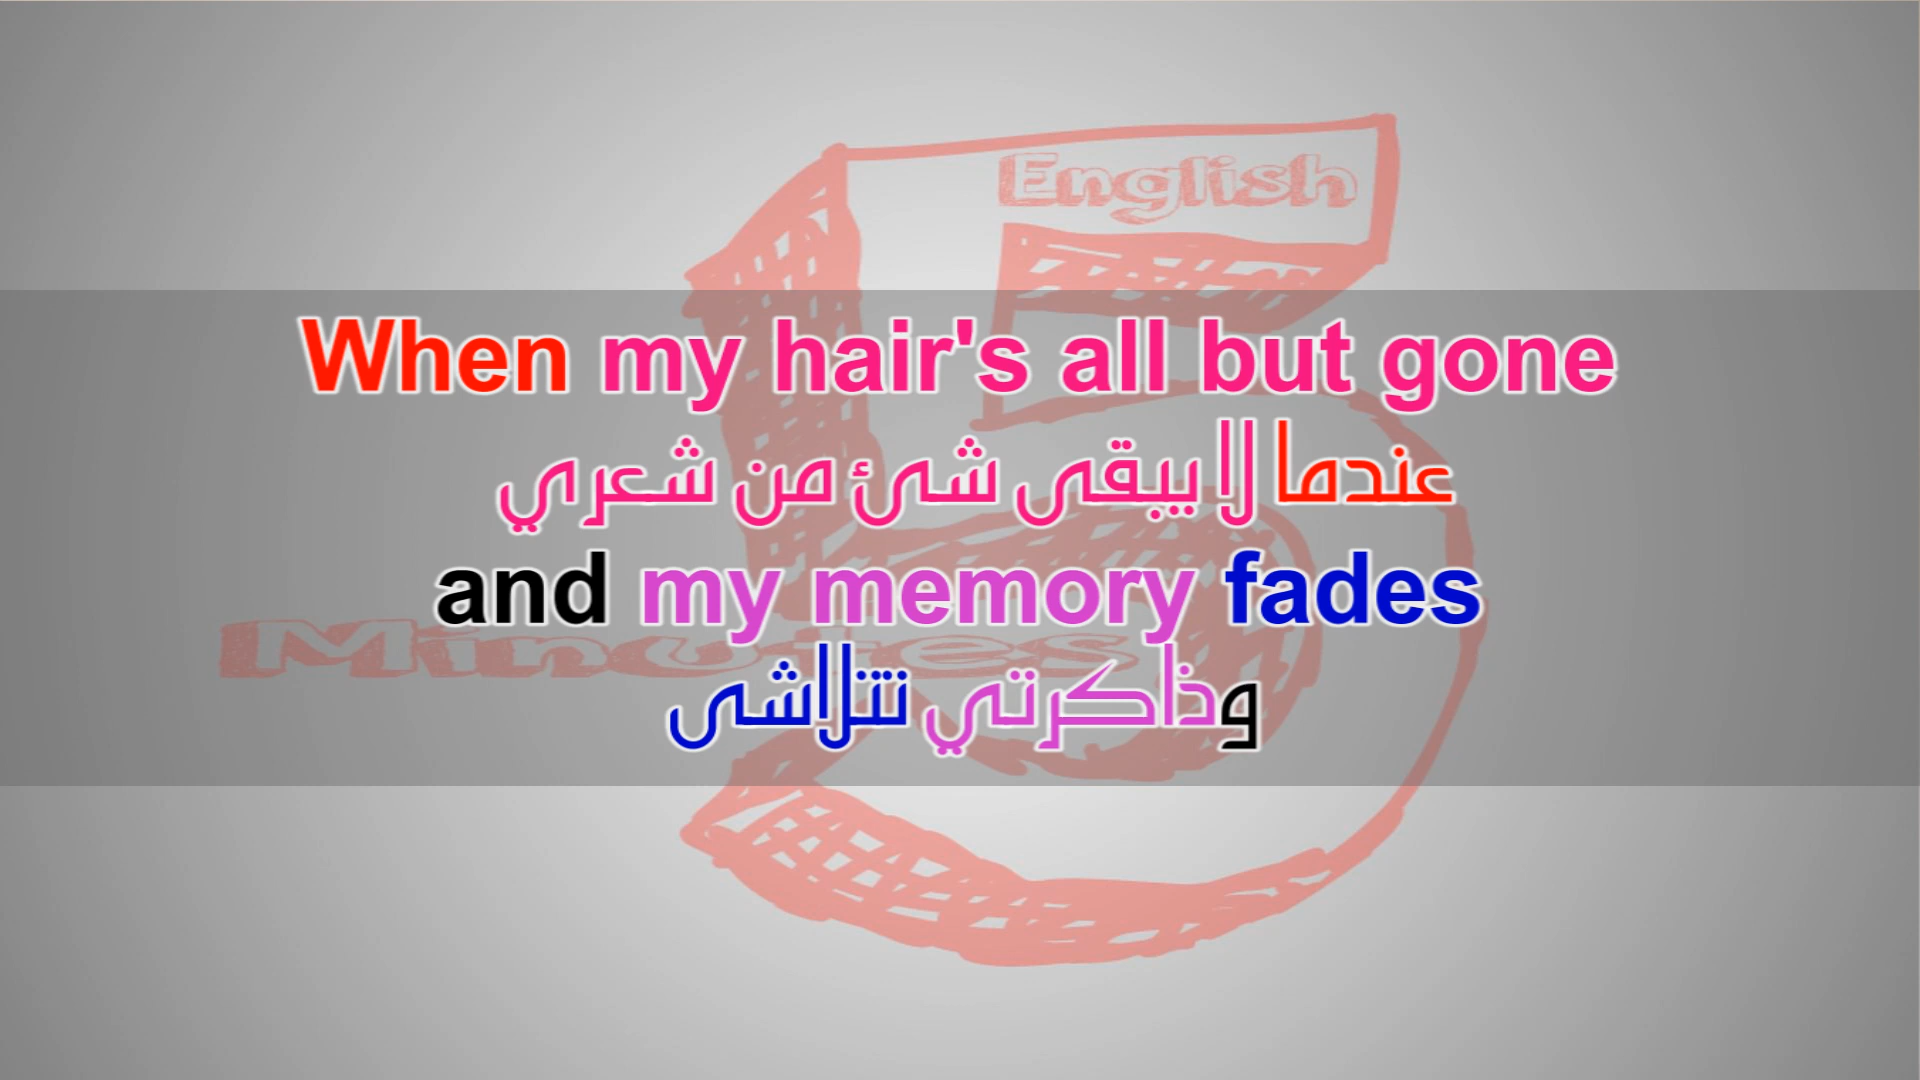 English
When my hair's all but gone
عندما لا يبقى شئ من شعري
and my memory fades
Minutes
وذاكرتي تتلاشى